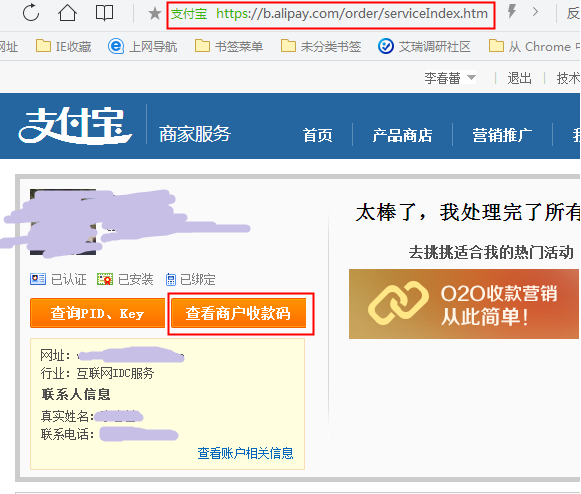 支付宝 https://b.alipay.com/order/serviceIndex.htm 反
网址 IE收藏 上网导航 书签菜单 未分类书签 艾瑞调研社区 从 Chrome 中
李春蕾 退出 技术
支付宝 商家服务 首页 产品商店 营销推广
太棒了，我处理完了所有
去挑挑适合我的热门活动
已认证 已安装 已绑定
查询PID、Key 查看商户收款码
O2O收款营销
从此简单！
网址：
行业：互联网IDC服务
联系人信息
真实姓名：
联系电话：
查看账户相关信息